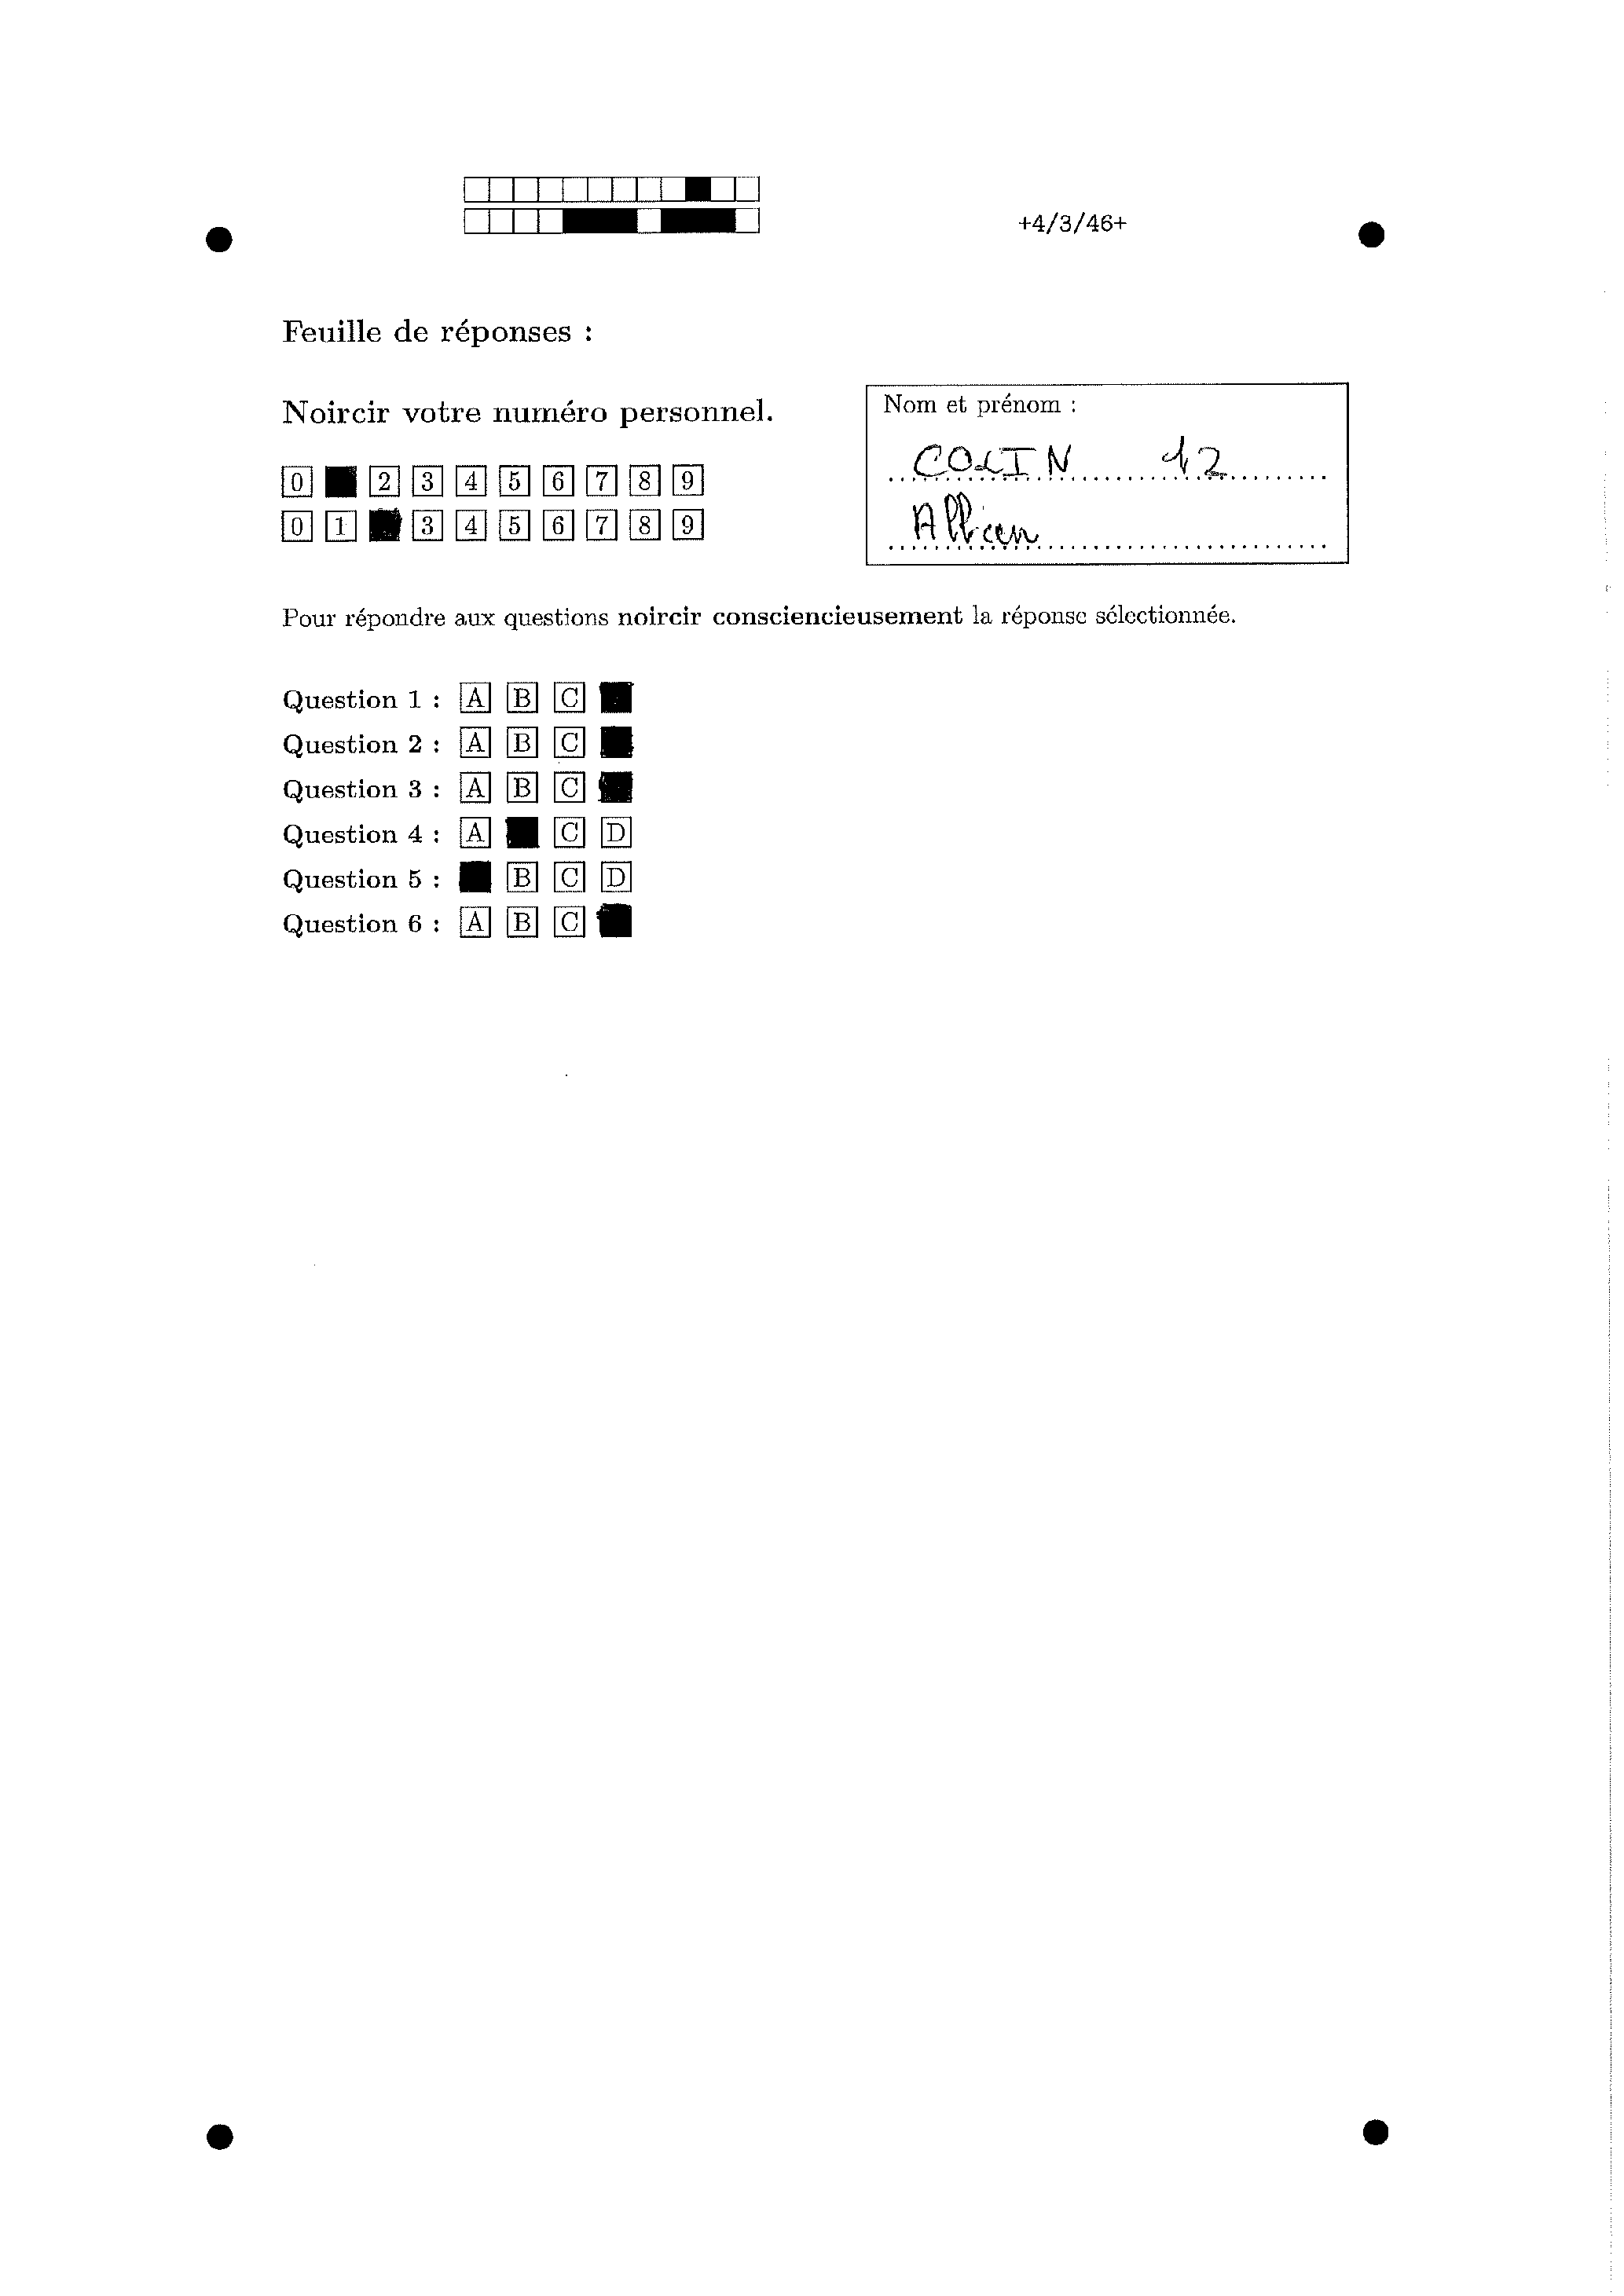 +4/3/46+
Feuille de réponses :
Noircir votre numéro personnel.
Nom et prénom :
COLIN 12
0 2 3 4 5 6 7 8 9
0 1 3 4 5 6 7 8 9
Pour répondre aux questions noircir consciencieusement la réponse sélectionnée.
Question 1 : A B C
Question 2 : A B C
Question 3 : A B C
Question 4 : A C D
Question 5 : B C D
Question 6 : A B C